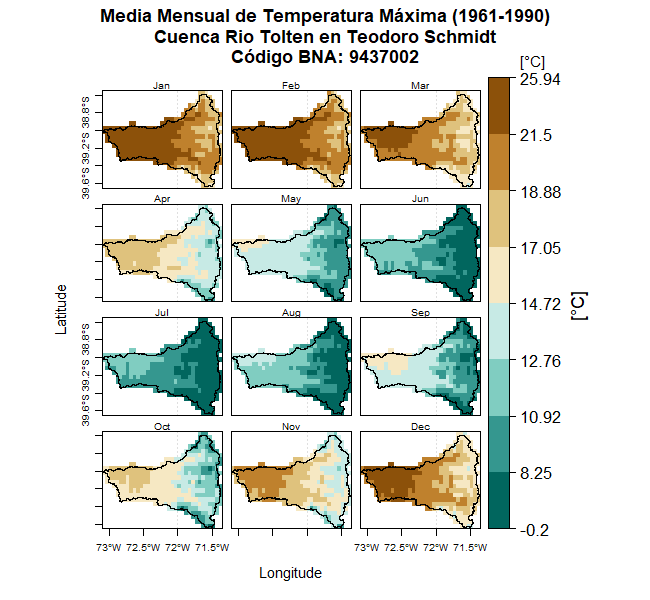 Media Mensual de Temperatura Máxima (1961-1990)
Cuenca Rio Tolten en Teodoro Schmidt
Código BNA: 9437002
[°C]
Jan
Feb
Mar
Apr
May
Jun
Jul
Aug
Sep
Oct
Nov
Dec
38.8°S
39.2°S
39.6°S
38.8°S
39.2°S
39.6°S
Latitude
73°W 72.5°W 72°W 71.5°W
73°W 72.5°W 72°W 71.5°W
Longitude
25.94
21.5
18.88
17.05
14.72
12.76
10.92
8.25
-0.2
[°C]